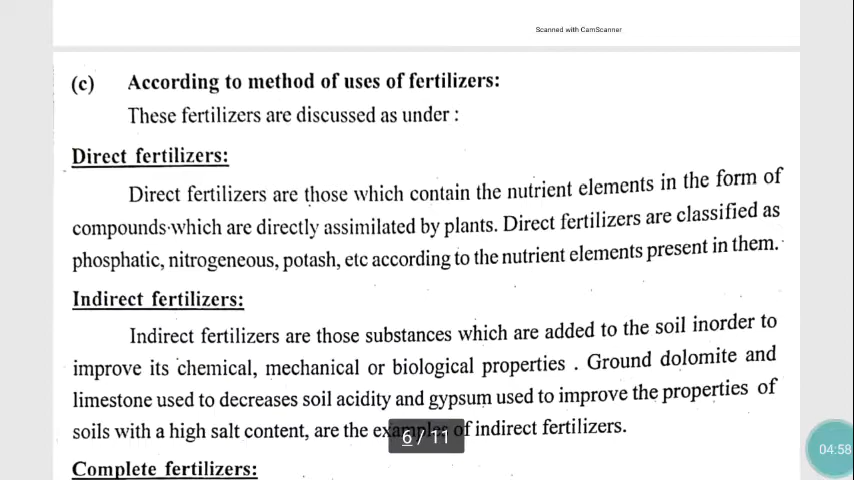 Scanned with CamScanner
(c) According to method of uses of fertilizers:
These fertilizers are discussed as under :
Direct fertilizers:
Direct fertilizers are those which contain the nutrient elements in the form of
compounds which are directly assimilated by plants. Direct fertilizers are classified as
phosphatic, nitrogeneous, potash, etc according to the nutrient elements present in them.
Indirect fertilizers:
Indirect fertilizers are those substances which are added to the soil inorder to
improve its chemical, mechanical or biological properties . Ground dolomite and
limestone used to decreases soil acidity and gypsum used to improve the properties of
soils with a high salt content, are the examples of indirect fertilizers.
6 / 11
04:58
Complete fertilizers: